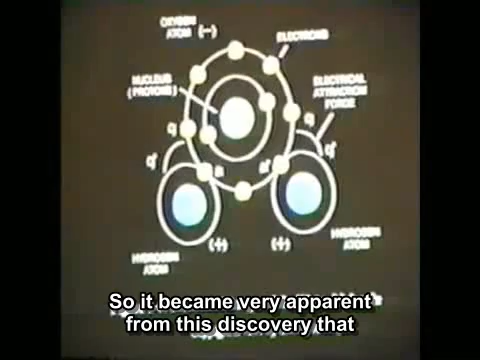 OXYGEN
ATOM (--)
ELECTRONS
NUCLEUS
(PROTONS)
ELECTRICAL
ATTRACTION
FORCE
q
q
q'
q'
HYDROGEN
ATOM
(+)
(+)
HYDROGEN
ATOM
So it became very apparent
from this discovery that